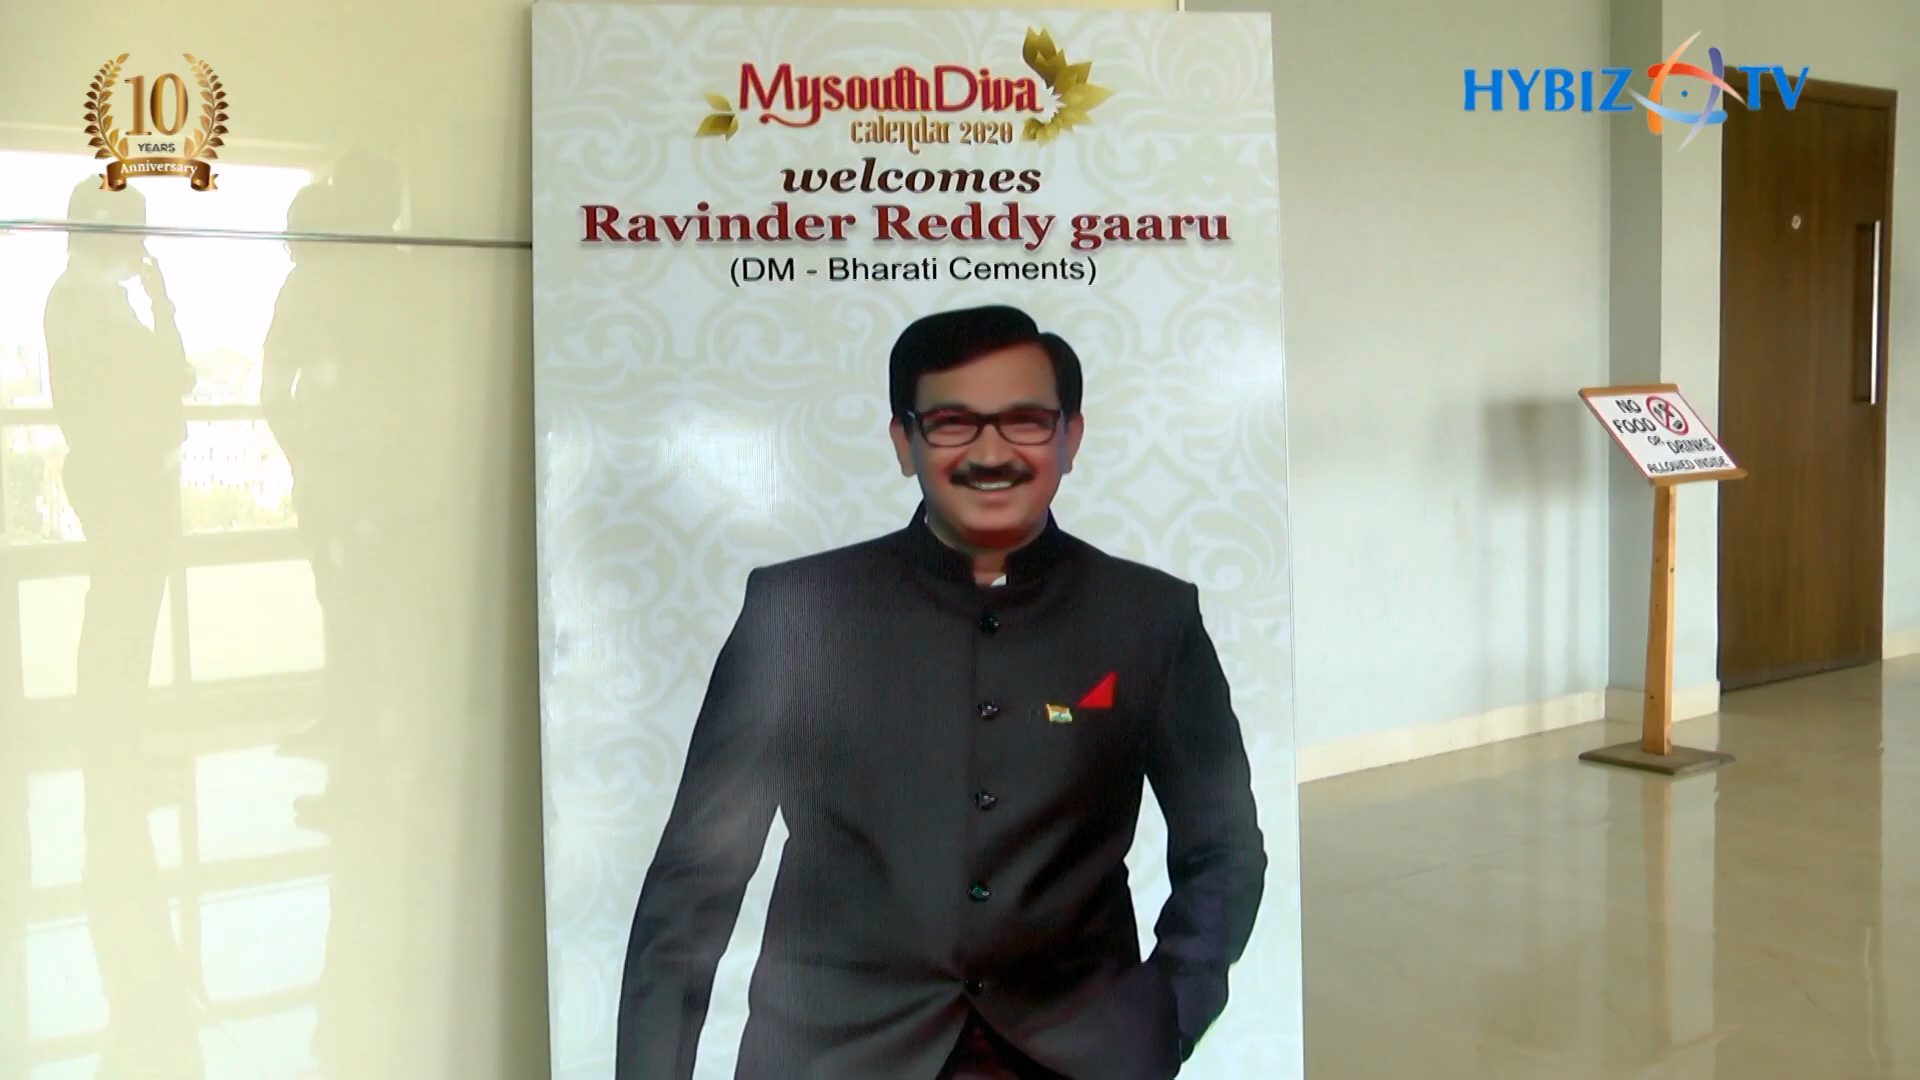 10
YEARS
Anniversary
HYBIZ TV
MysouthDiva
calendar 2020
welcomes
Ravinder Reddy gaaru
(DM - Bharati Cements)
NO
FOOD
OR
DRINKS
ALLOWED INSIDE